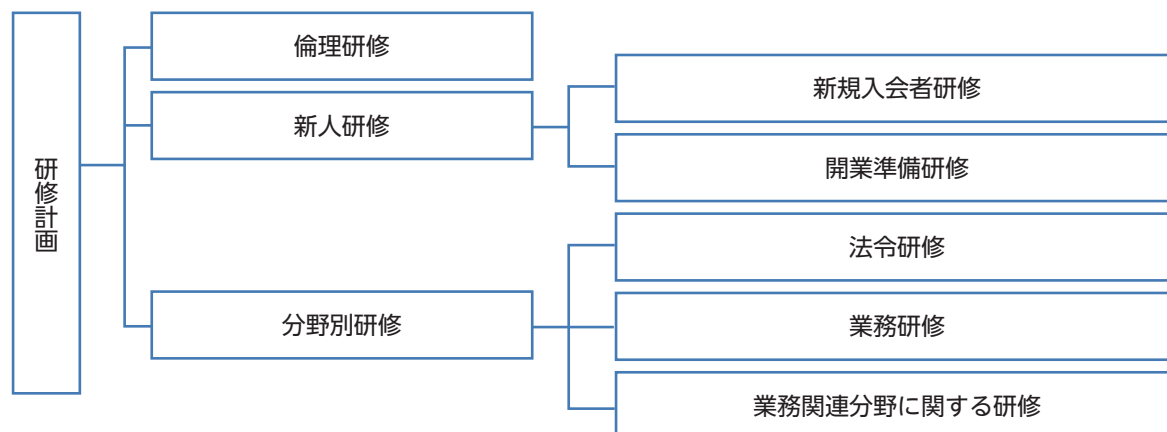 研修計画
倫理研修
新人研修
新規入会者研修
開業準備研修
分野別研修
法令研修
業務研修
業務関連分野に関する研修